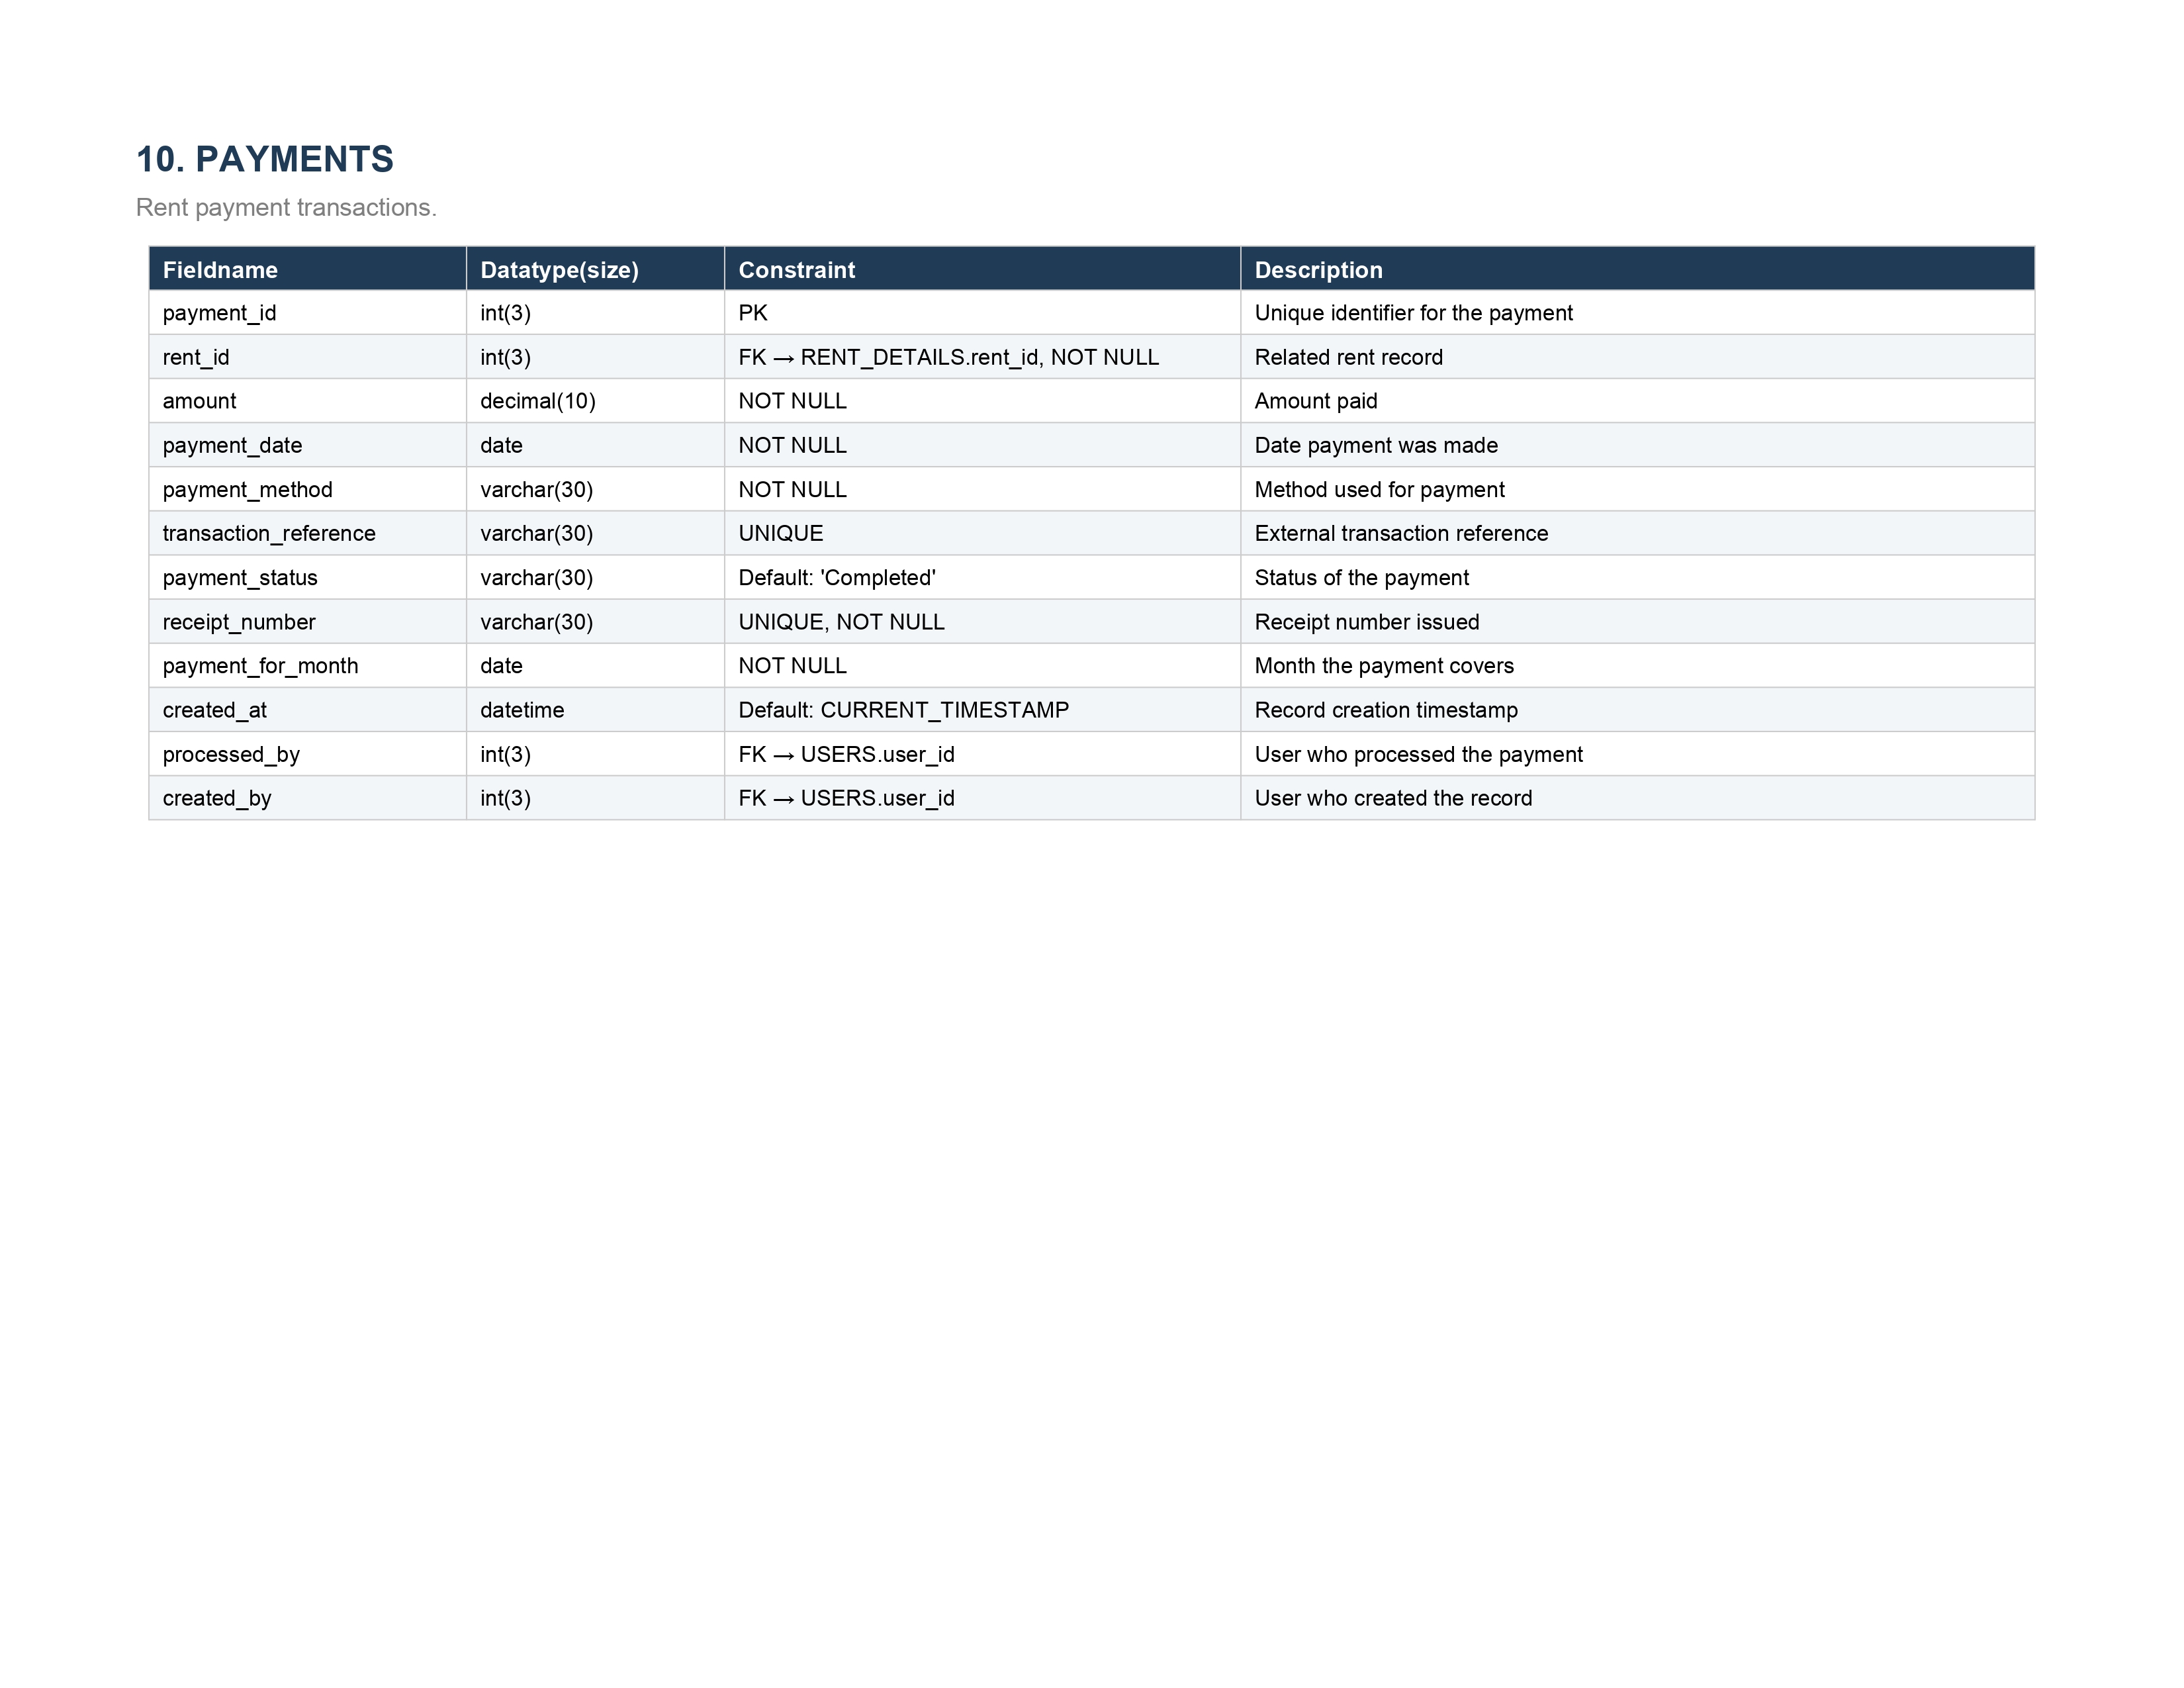 10. PAYMENTS
Rent payment transactions.
Fieldname Datatype(size) Constraint Description
payment_id int(3) PK Unique identifier for the payment
rent_id int(3) FK → RENT_DETAILS.rent_id, NOT NULL Related rent record
amount decimal(10) NOT NULL Amount paid
payment_date date NOT NULL Date payment was made
payment_method varchar(30) NOT NULL Method used for payment
transaction_reference varchar(30) UNIQUE External transaction reference
payment_status varchar(30) Default: 'Completed' Status of the payment
receipt_number varchar(30) UNIQUE, NOT NULL Receipt number issued
payment_for_month date NOT NULL Month the payment covers
created_at datetime Default: CURRENT_TIMESTAMP Record creation timestamp
processed_by int(3) FK → USERS.user_id User who processed the payment
created_by int(3) FK → USERS.user_id User who created the record